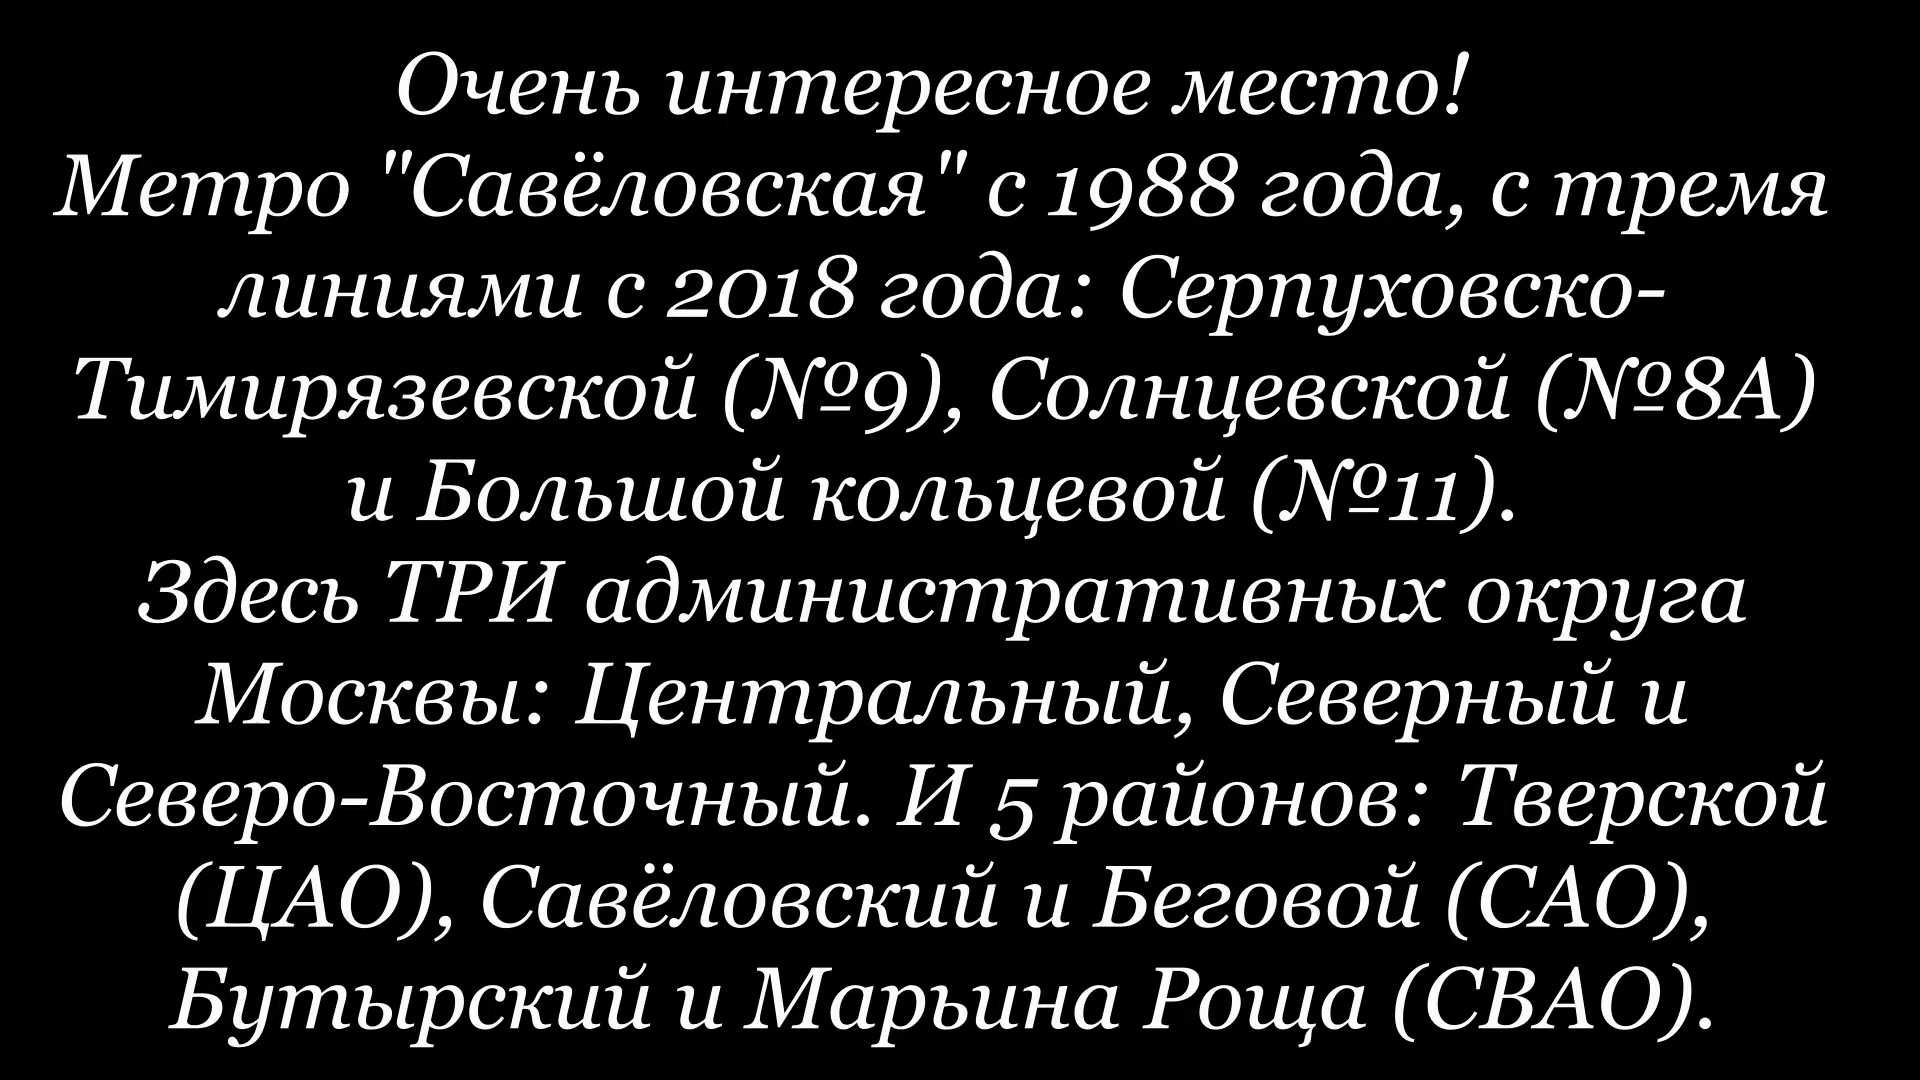 Очень интересное место!
Метро "Савёловская" с 1988 года, с тремя
линиями с 2018 года: Серпуховско-
Тимирязевской (№9), Солнцевской (№8А)
и Большой кольцевой (№11).
Здесь ТРИ административных округа
Москвы: Центральный, Северный и
Северо-Восточный. И 5 районов: Тверской
(ЦАО), Савёловский и Беговой (САО),
Бутырский и Марьина Роща (СВАО).